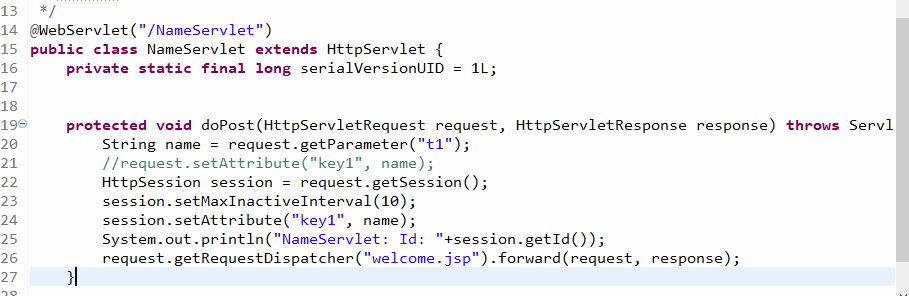 13  */
14 @WebServlet("/NameServlet")
15 public class NameServlet extends HttpServlet {
16     private static final long serialVersionUID = 1L;
17
18
19     protected void doPost(HttpServletRequest request, HttpServletResponse response) throws Servl
20         String name = request.getParameter("t1");
21         //request.setAttribute("key1", name);
22         HttpSession session = request.getSession();
23         session.setMaxInactiveInterval(10);
24         session.setAttribute("key1", name);
25         System.out.println("NameServlet: Id: "+session.getId());
26         request.getRequestDispatcher("welcome.jsp").forward(request, response);
27     }
28